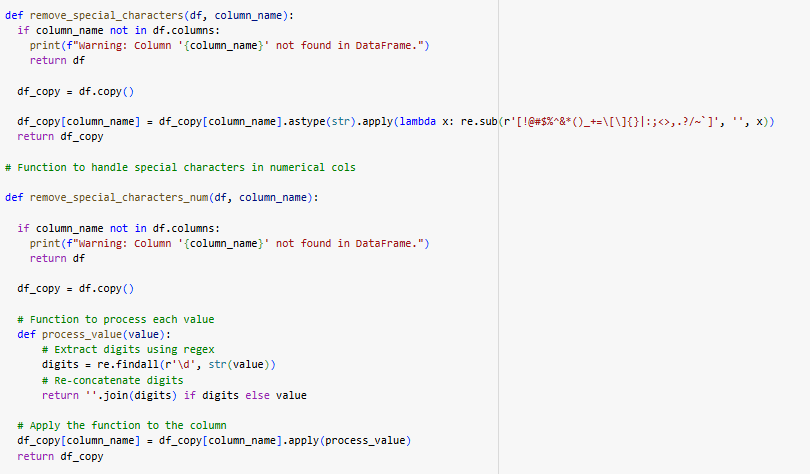 def remove_special_characters(df, column_name):
  if column_name not in df.columns:
    print(f"Warning: Column '{column_name}' not found in DataFrame.")
    return df

  df_copy = df.copy()

  df_copy[column_name] = df_copy[column_name].astype(str).apply(lambda x: re.sub(r'[!@#$%^&*()_+=\[\]{}|:;<>,.?/~`]', '', x))
  return df_copy

# Function to handle special characters in numerical cols

def remove_special_characters_num(df, column_name):

  if column_name not in df.columns:
    print(f"Warning: Column '{column_name}' not found in DataFrame.")
    return df

  df_copy = df.copy()

  # Function to process each value
  def process_value(value):
      # Extract digits using regex
      digits = re.findall(r'\d', str(value))
      # Re-concatenate digits
      return ''.join(digits) if digits else value

  # Apply the function to the column
  df_copy[column_name] = df_copy[column_name].apply(process_value)
  return df_copy